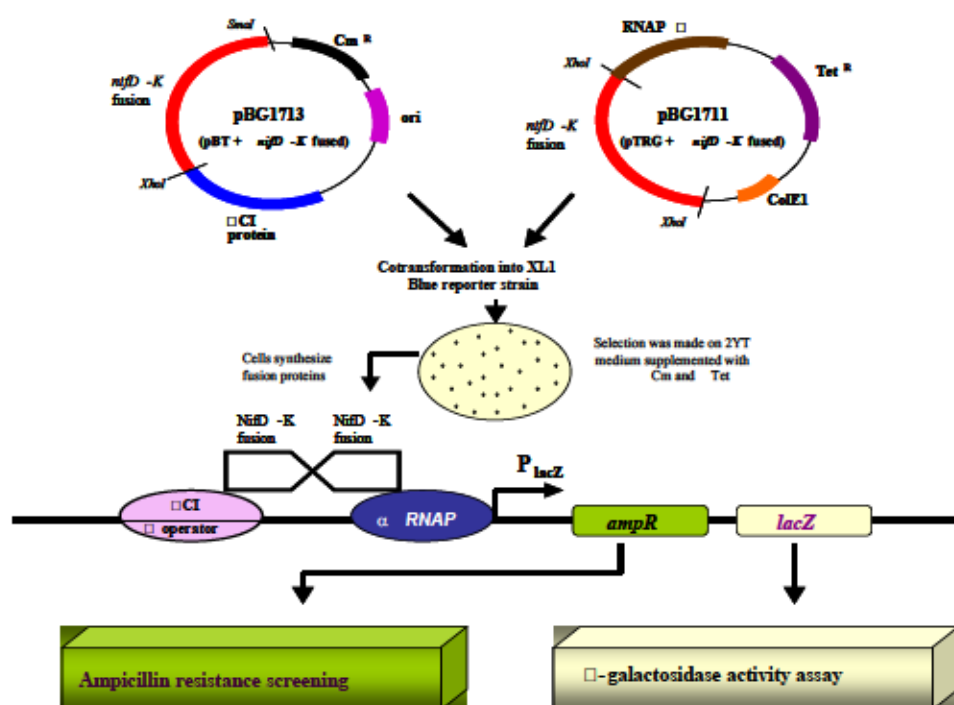 SmaI
Cm R
nifD -K
fusion
ori
pBG1713
(pBT + nifD -K fused)
XhoI
□CI
protein
RNAP □
XhoI
Tet R
nifD -K
fusion
pBG1711
(pTRG + nifD -K fused)
ColE1
XhoI
Cotransformation into XL1
Blue reporter strain
Cells synthesize
fusion proteins
Selection was made on 2YT
medium supplemented with
Cm and Tet
NifD -K
fusion
NifD -K
fusion
P lacZ
□CI
□ operator
α RNAP
ampR
lacZ
Ampicillin resistance screening
□-galactosidase activity assay